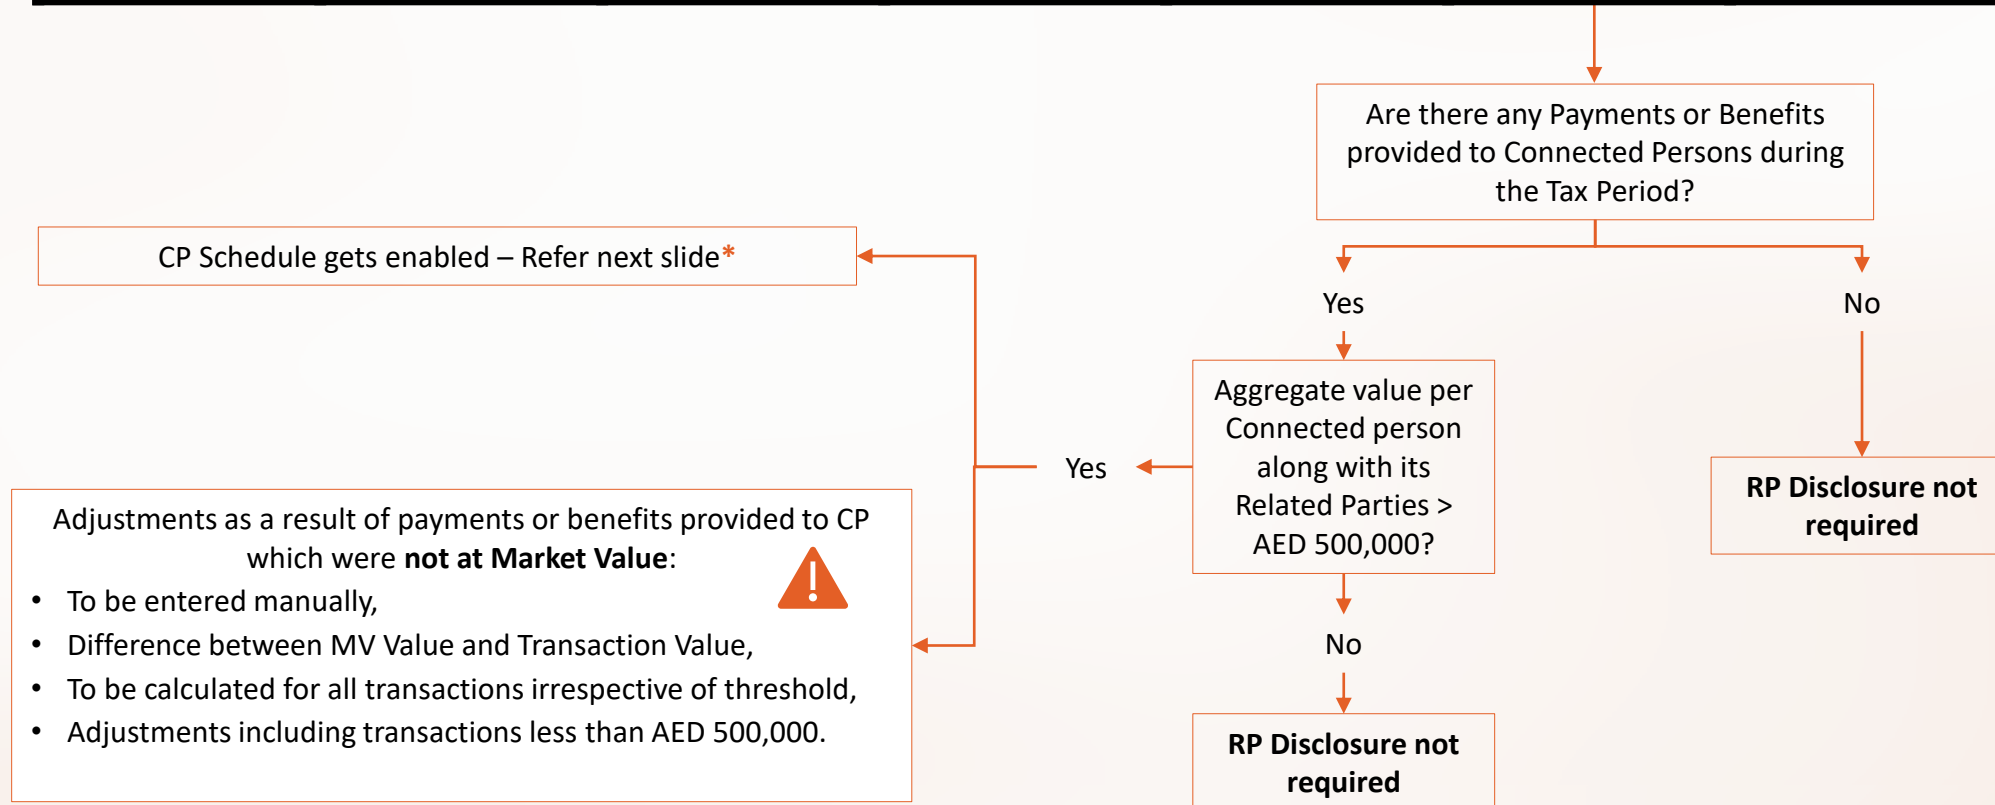 Are there any Payments or Benefits
provided to Connected Persons during
the Tax Period?
CP Schedule gets enabled – Refer next slide*
Yes
No
Aggregate value per
Connected person
along with its
Related Parties >
AED 500,000?
Yes
RP Disclosure not
required
Adjustments as a result of payments or benefits provided to CP
which were not at Market Value:
• To be entered manually,
• Difference between MV Value and Transaction Value,
• To be calculated for all transactions irrespective of threshold,
• Adjustments including transactions less than AED 500,000.
No
RP Disclosure not
required